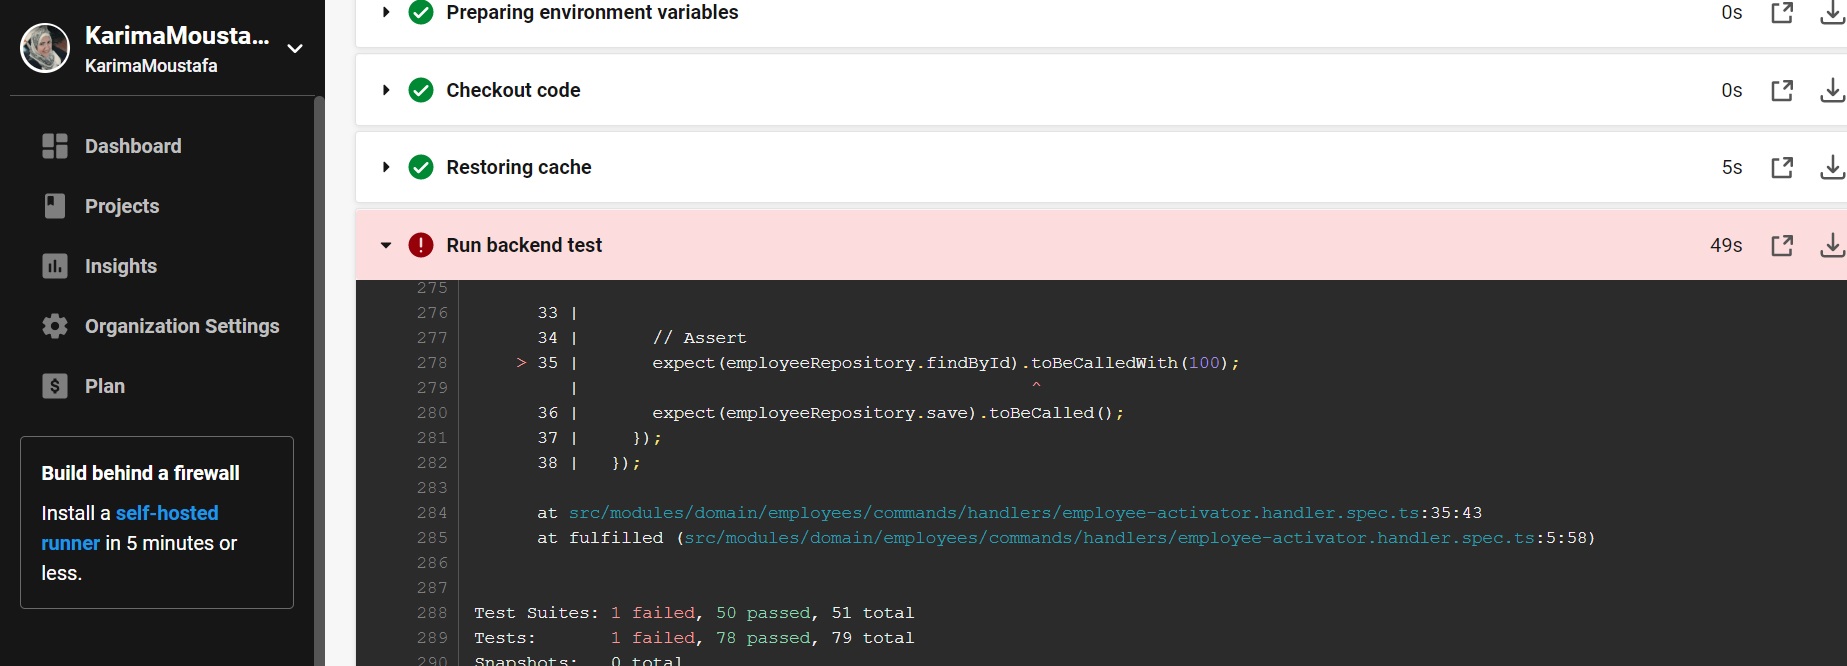 KarimaMousta...
KarimaMoustafa
Dashboard
Projects
Insights
Organization Settings
Plan
Build behind a firewall
Install a self-hosted
runner in 5 minutes or
less.
Preparing environment variables 0s
Checkout code 0s
Restoring cache 5s
Run backend test 49s
275
276 33 |
277 34 | // Assert
278 > 35 | expect(employeeRepository.findById).toBeCalledWith(100);
279 | ^
280 36 | expect(employeeRepository.save).toBeCalled();
281 37 | });
282 38 | });
283
284 at src/modules/domain/employees/commands/handlers/employee-activator.handler.spec.ts:35:43
285 at fulfilled (src/modules/domain/employees/commands/handlers/employee-activator.handler.spec.ts:5:58)
286
287
288 Test Suites: 1 failed, 50 passed, 51 total
289 Tests: 1 failed, 78 passed, 79 total
290 Snapshots: 0 total